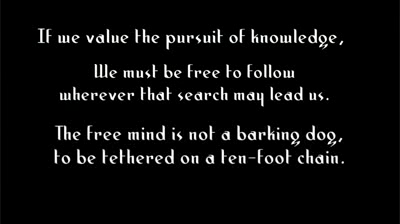 If we value the pursuit of knowledge,
We must be free to follow
wherever that search may lead us.
The free mind is not a barking dog,
to be tethered on a ten-foot chain.